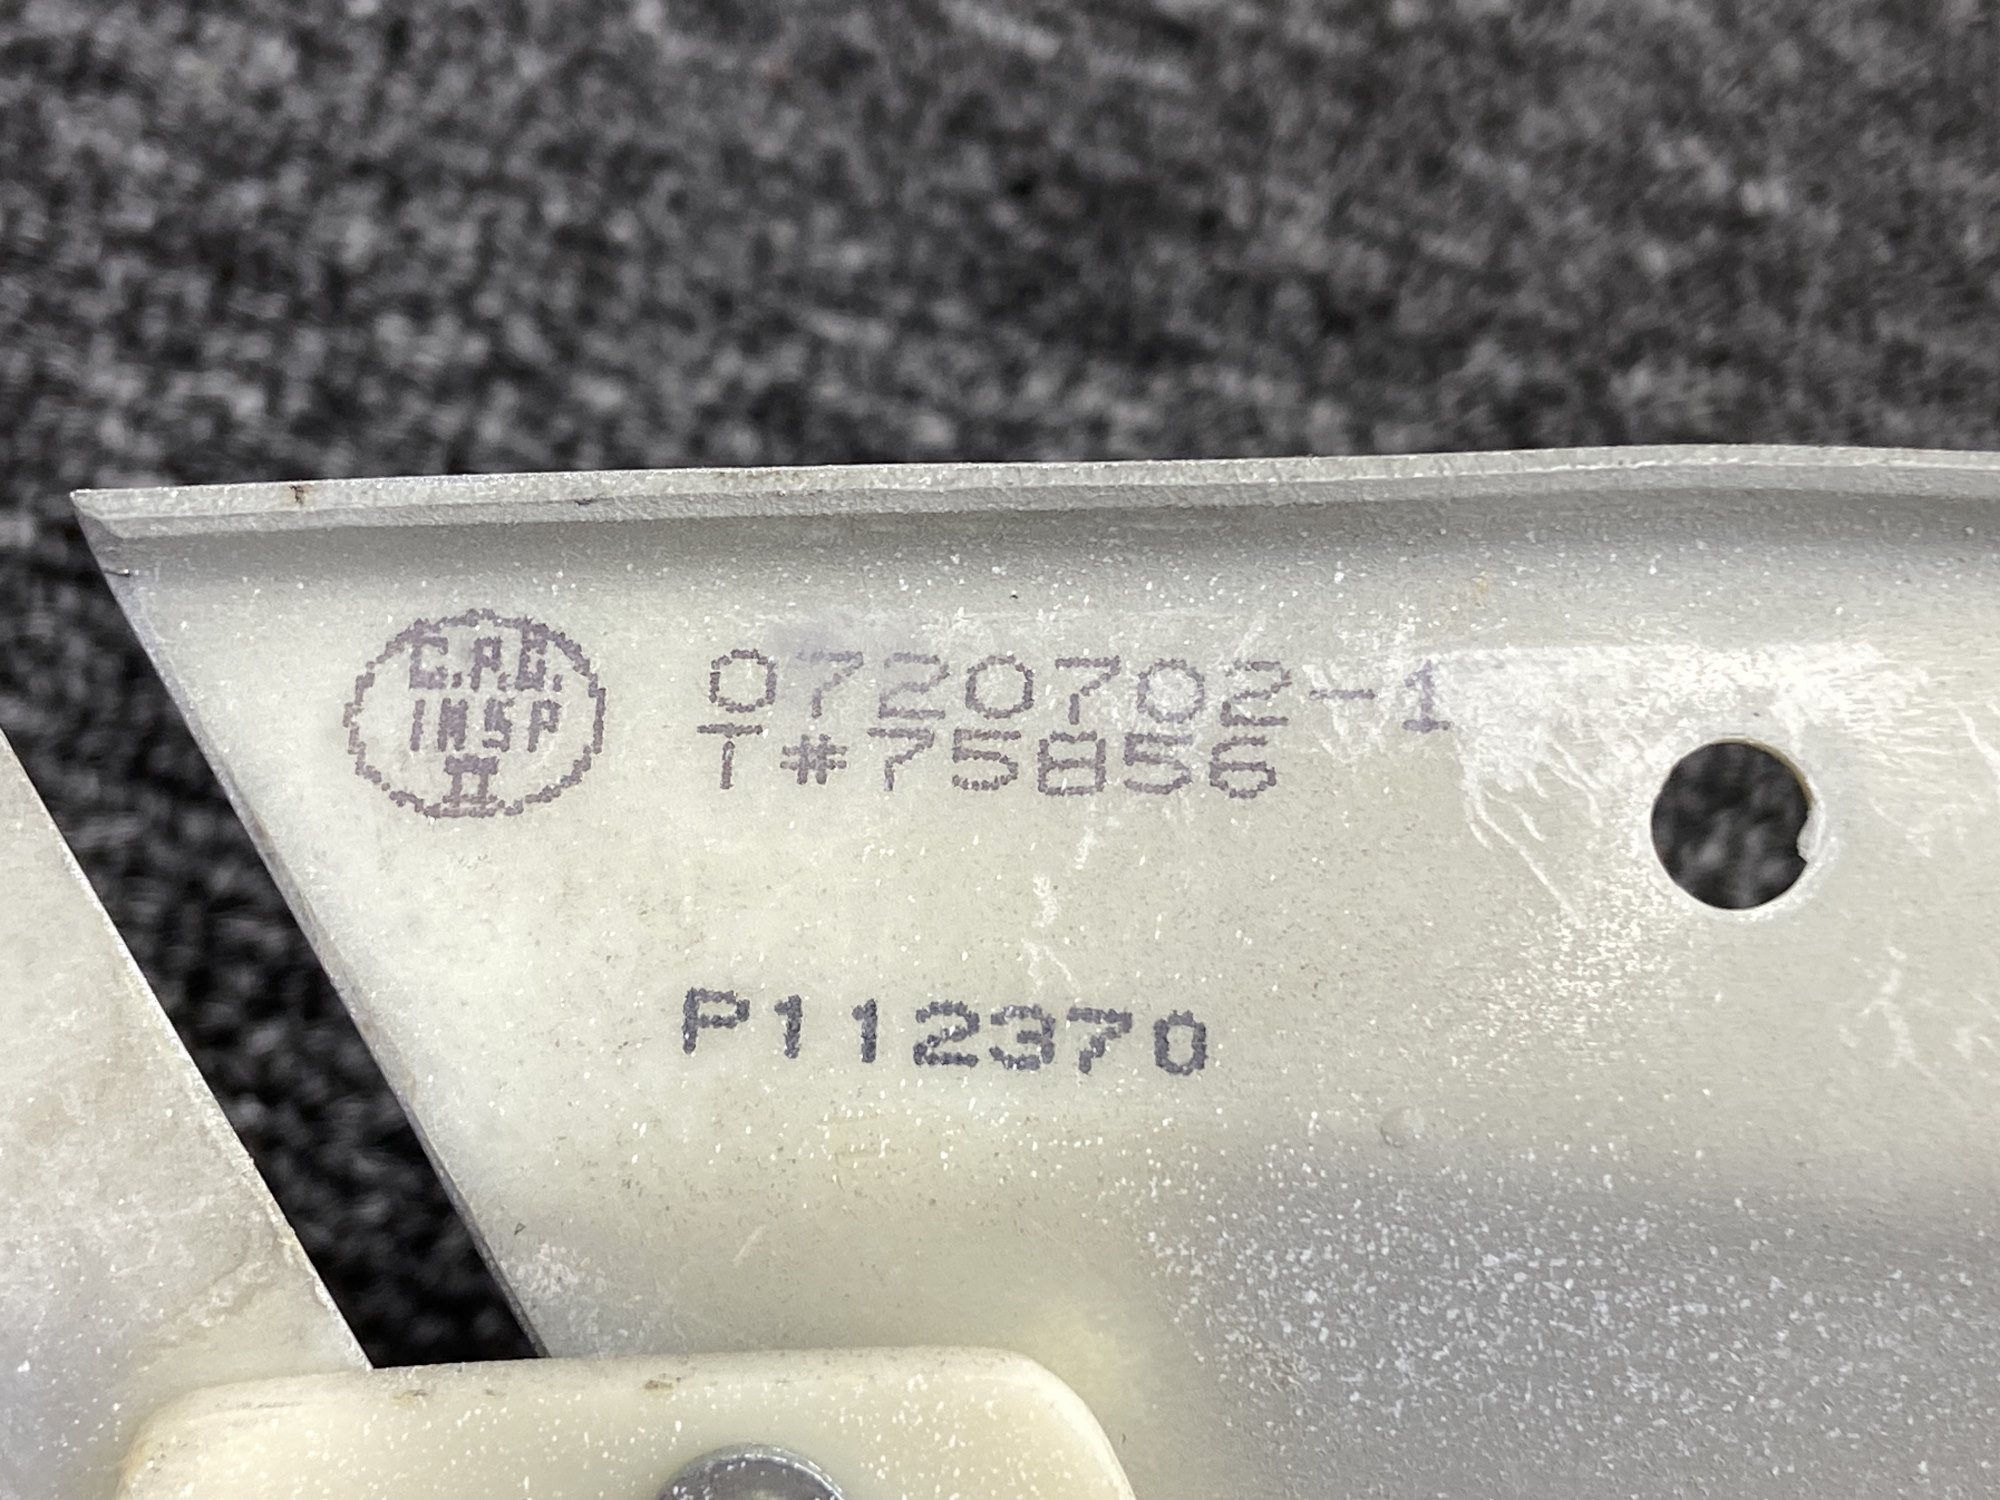 C.P.C.
INSP
II
0720702-1
T#75856
P112370